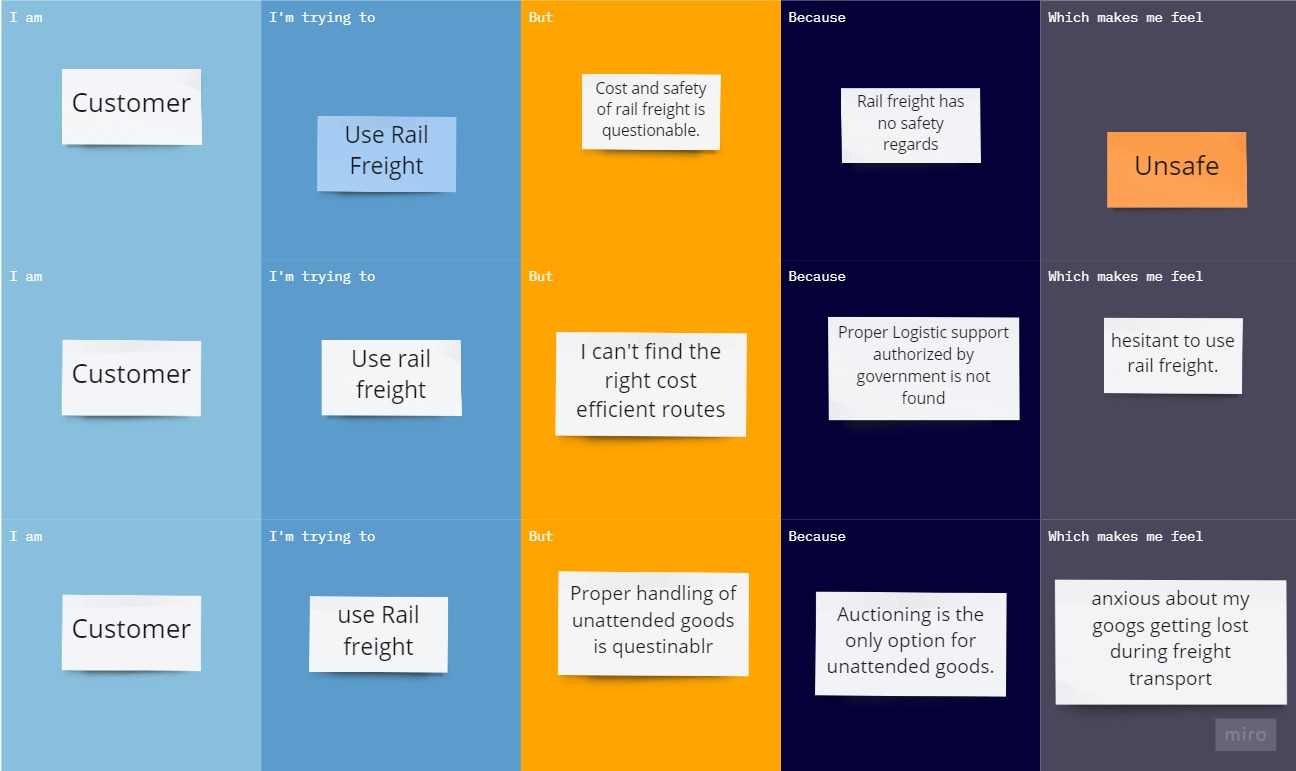 I am
I'm trying to
But
Because
Which makes me feel
Customer
Use Rail
Freight
Cost and safety
of rail freight is
questionable.
Rail freight has
no safety
regards
Unsafe
I am
I'm trying to
But
Because
Which makes me feel
Customer
Use rail
freight
I can't find the
right cost
efficient routes
Proper Logistic support
authorized by
government is not
found
hesitant to use
rail freight.
I am
I'm trying to
But
Because
Which makes me feel
Customer
use Rail
freight
Proper handling of
unattended goods
is questinablr
Auctioning is the
only option for
unattended goods.
anxious about my
googs getting lost
during freight
transport
miro